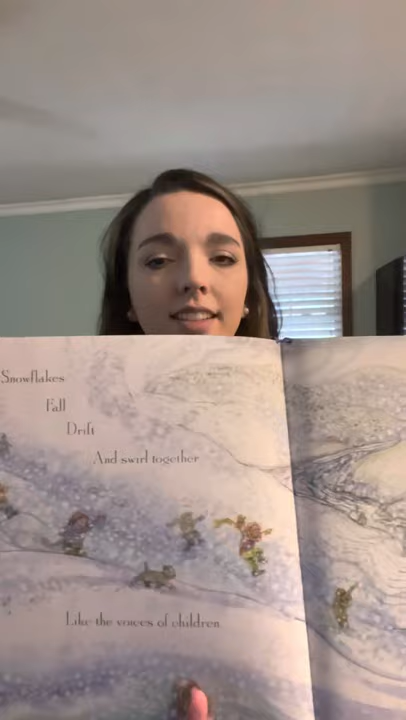 Snowflakes
Fall
Drift
And swirl together
Like the voices of children.